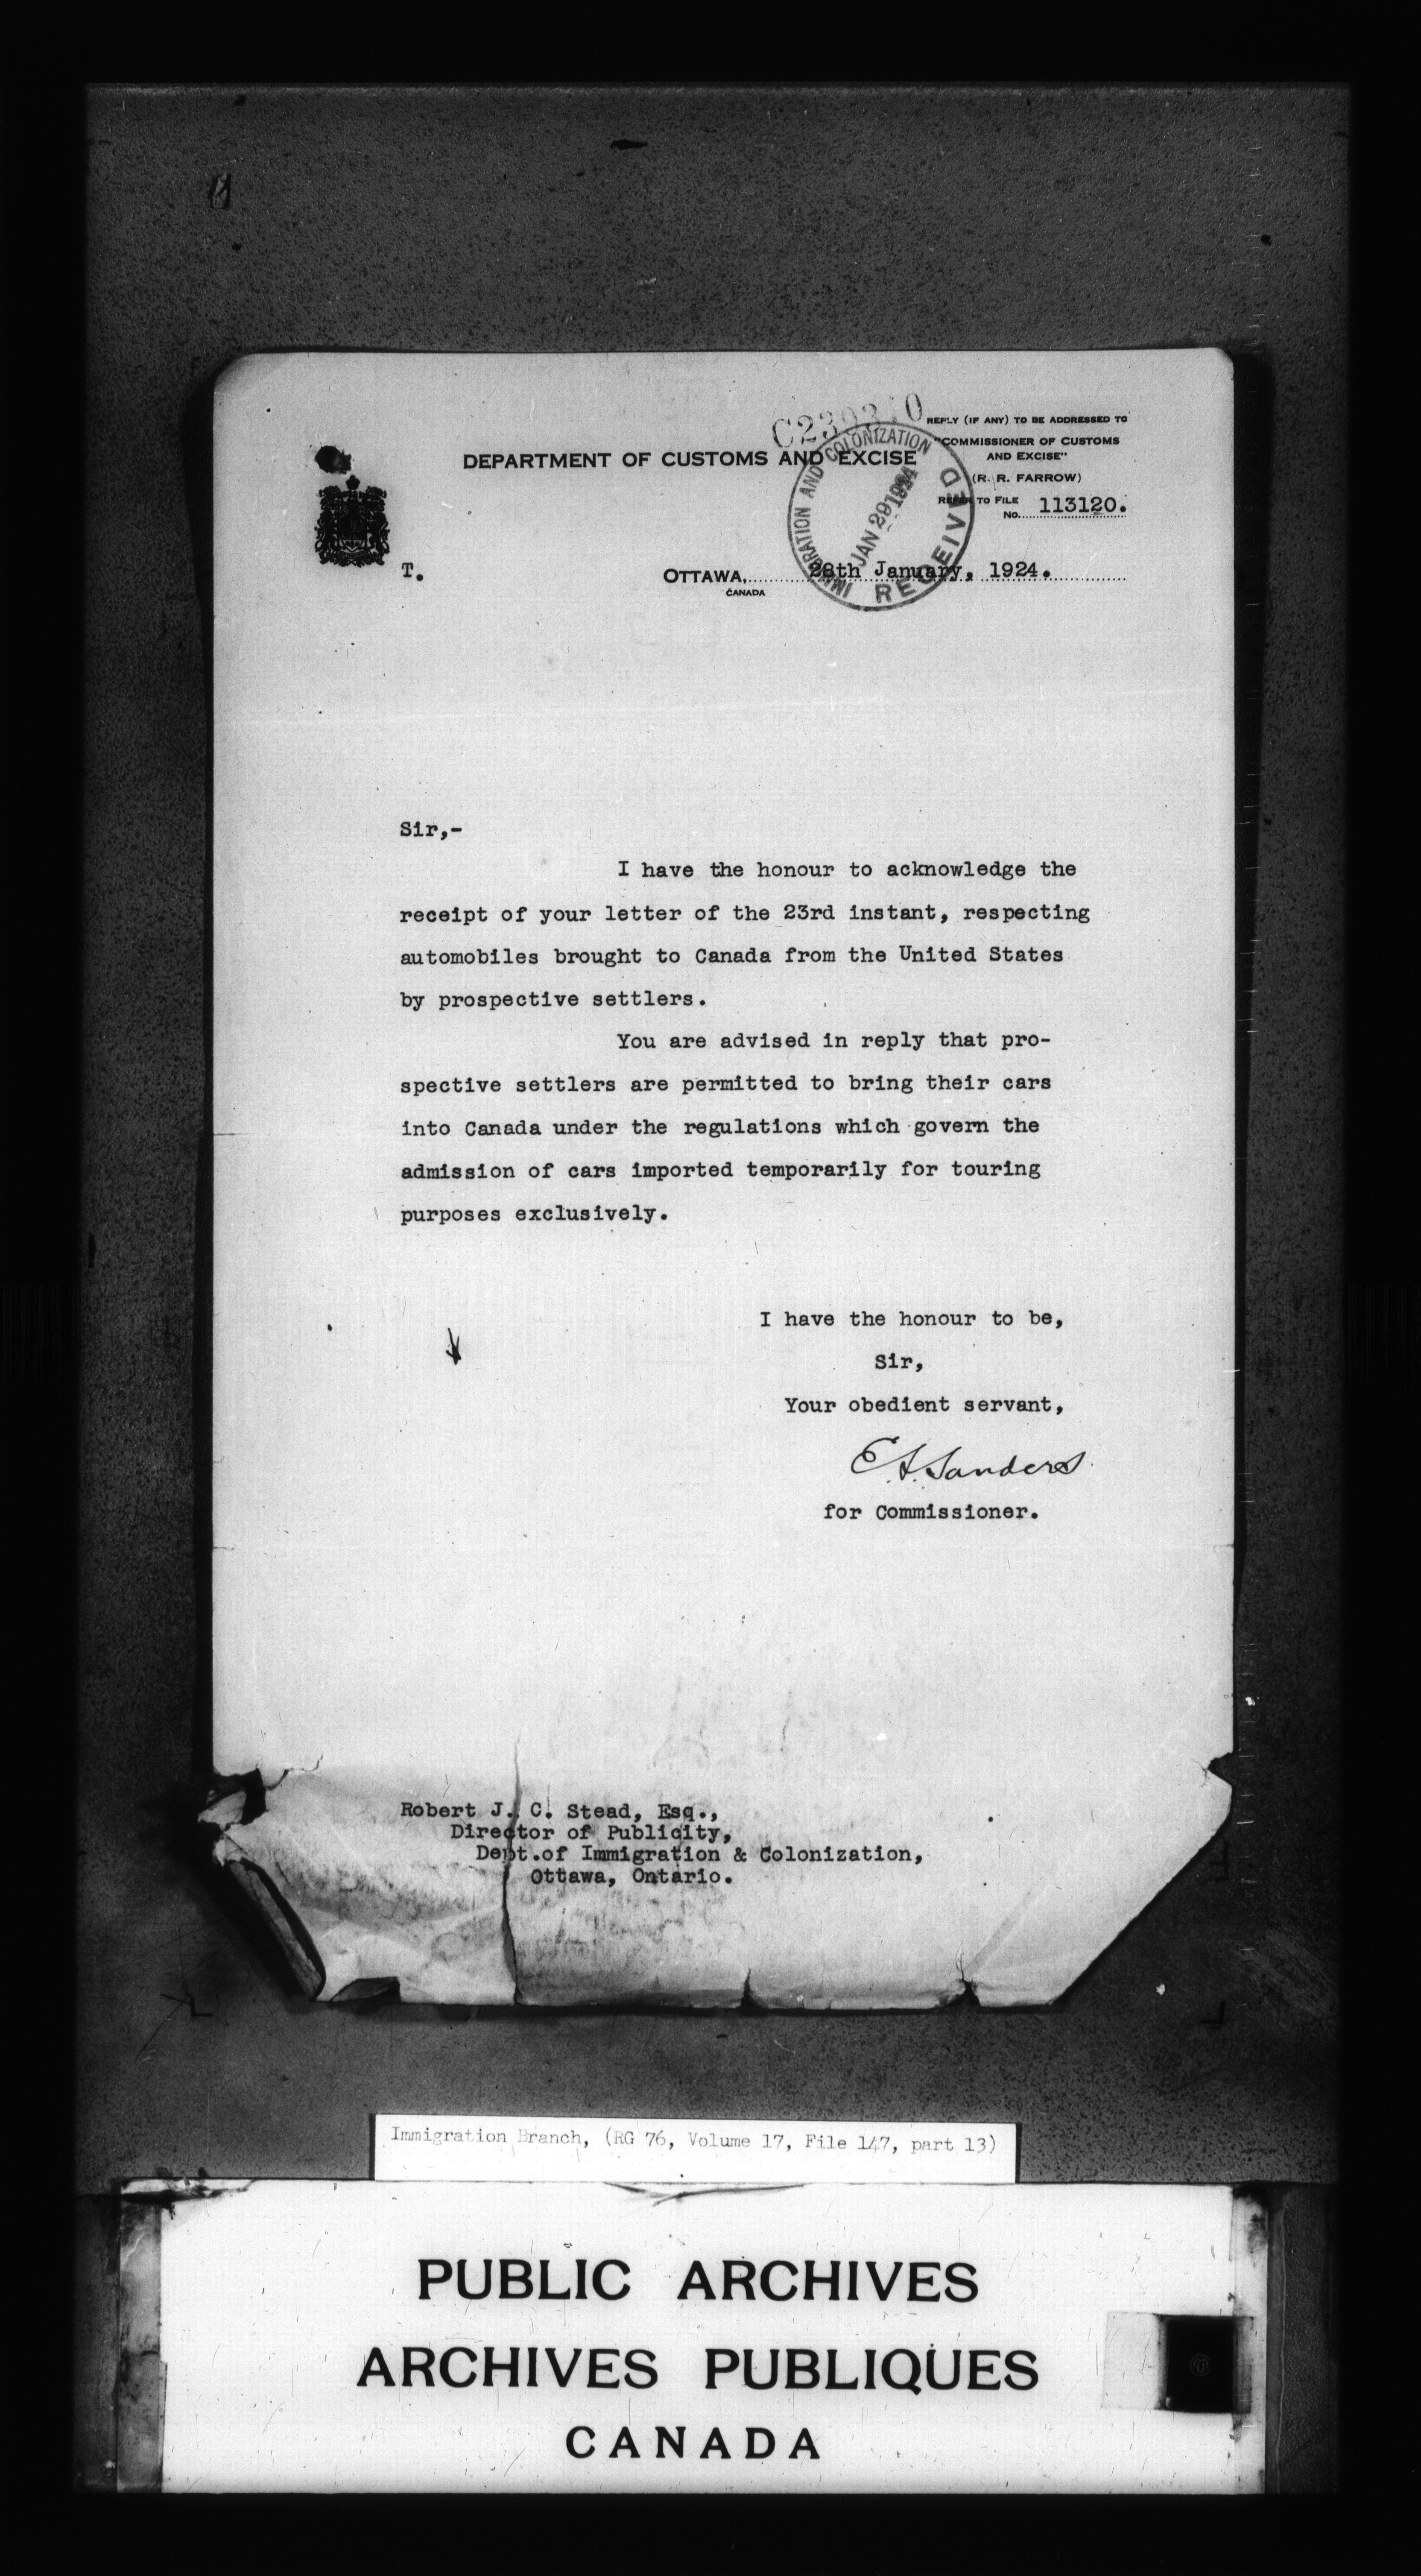 REPLY (IF ANY) TO BE ADDRESSED TO
"COMMISSIONER OF CUSTOMS
AND EXCISE"
(R. R. FARROW)
REFER TO FILE
No. 113120.
DEPARTMENT OF CUSTOMS AND EXCISE
IMMIGRATION AND COLONIZATION
JAN 29 1924
RECEIVED
T.
OTTAWA, 28th January, 1924.
CANADA
Sir,-
I have the honour to acknowledge the
receipt of your letter of the 23rd instant, respecting
automobiles brought to Canada from the United States
by prospective settlers.
You are advised in reply that pro-
spective settlers are permitted to bring their cars
into Canada under the regulations which govern the
admission of cars imported temporarily for touring
purposes exclusively.
I have the honour to be,
Sir,
Your obedient servant,
Sanders
for Commissioner.
Robert J. C. Stead, Esq.,
Director of Publicity,
Dept.of Immigration & Colonization,
Ottawa, Ontario.
Immigration Branch, (RG 76, Volume 17, File 147, part 13)
PUBLIC ARCHIVES
ARCHIVES PUBLIQUES
CANADA